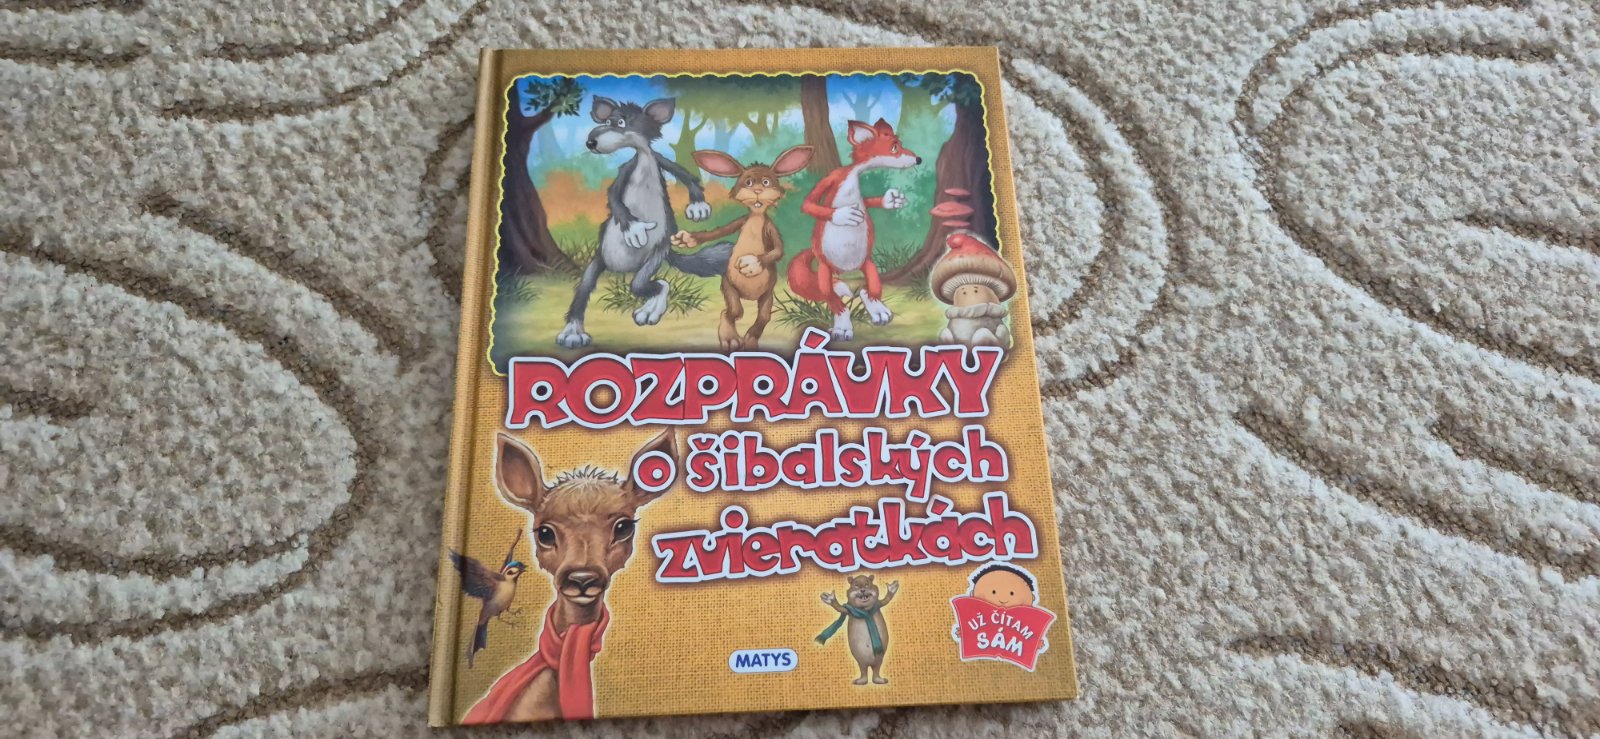 ROZPRÁVKY
o šibalských
zvieratkách
UŽ ČÍTAM
SÁM
MATYS